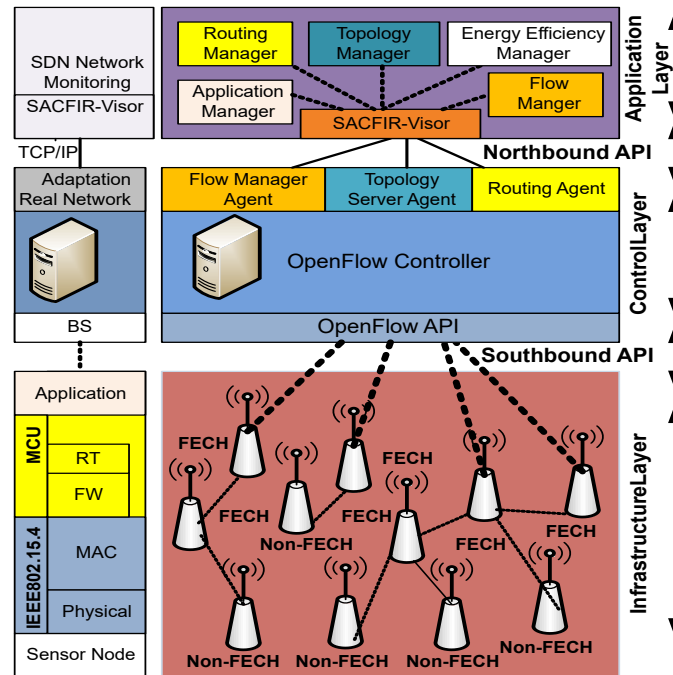 SDN Network
Monitoring
SACFIR-Visor
TCP/IP
Adaptation
Real Network
BS
Application
MCU
RT
FW
IEEE802.15.4
MAC
Physical
Sensor Node
Routing
Manager
Topology
Manager
Energy Efficiency
Manager
Application
Manager
Flow
Manger
SACFIR-Visor
Northbound API
Flow Manager
Agent
Topology
Server Agent
Routing Agent
OpenFlow Controller
OpenFlow API
Southbound API
FECH
FECH
FECH
FECH
Non-FECH
FECH
FECH
Non-FECH
Non-FECH
Non-FECH
Non-FECH
Application
Layer
ControlLayer
InfrastructureLayer